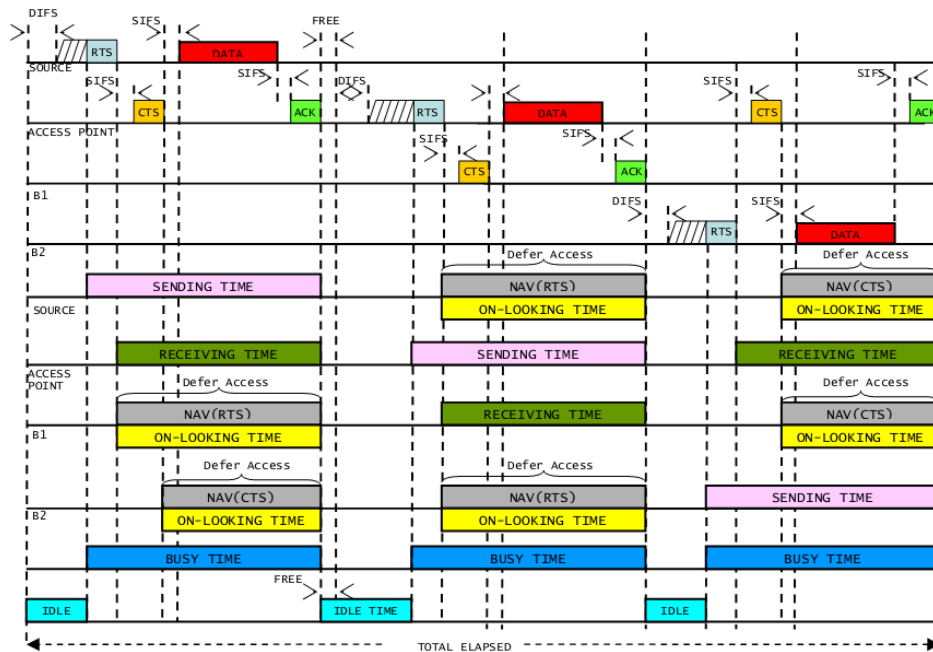 DIFS
SIFS
FREE
RTS
DATA
SOURCE
SIFS
SIFS
DIFS
SIFS
SIFS
CTS
ACK
RTS
DATA
CTS
ACK
ACCESS POINT
SIFS
SIFS
CTS
ACK
B1
DIFS
SIFS
RTS
DATA
B2
Defer Access
Defer Access
SENDING TIME
NAV(RTS)
NAV(CTS)
SOURCE
ON-LOOKING TIME
ON-LOOKING TIME
RECEIVING TIME
SENDING TIME
RECEIVING TIME
ACCESS
POINT
Defer Access
Defer Access
NAV(RTS)
RECEIVING TIME
NAV(CTS)
B1
ON-LOOKING TIME
ON-LOOKING TIME
Defer Access
Defer Access
NAV(CTS)
NAV(RTS)
SENDING TIME
B2
ON-LOOKING TIME
ON-LOOKING TIME
BUSY TIME
BUSY TIME
BUSY TIME
FREE
IDLE
IDLE TIME
IDLE
TOTAL ELAPSED